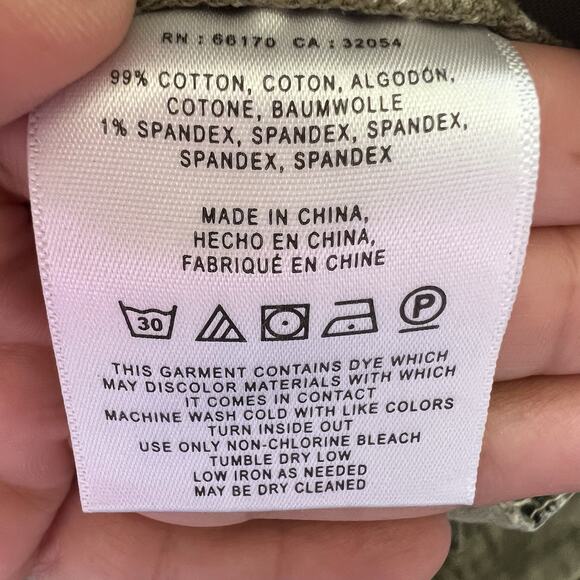 RN : 66170 CA : 32054
99% COTTON, COTON, ALGODÓN,
COTONE, BAUMWOLLE
1% SPANDEX, SPANDEX, SPANDEX,
SPANDEX, SPANDEX
MADE IN CHINA,
HECHO EN CHINA,
FABRIQUÉ EN CHINE
30 P
THIS GARMENT CONTAINS DYE WHICH
MAY DISCOLOR MATERIALS WITH WHICH
IT COMES IN CONTACT
MACHINE WASH COLD WITH LIKE COLORS
TURN INSIDE OUT
USE ONLY NON-CHLORINE BLEACH
TUMBLE DRY LOW
LOW IRON AS NEEDED
MAY BE DRY CLEANED